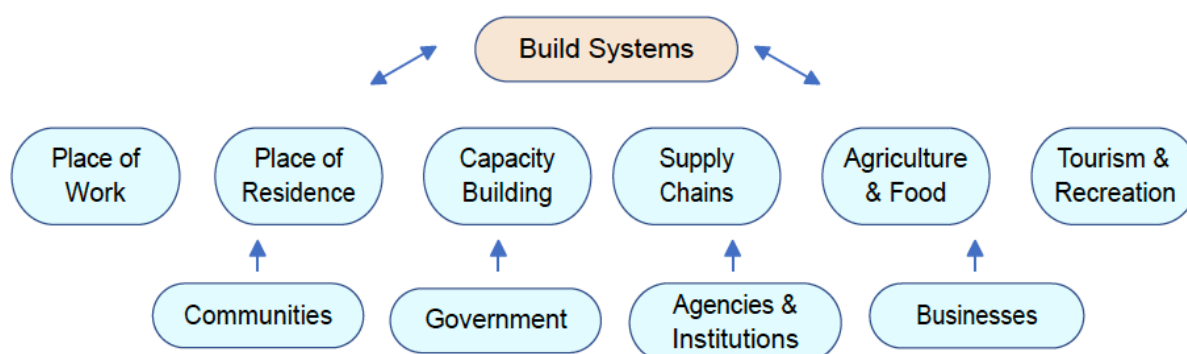 Build Systems
Place of
Work
Place of
Residence
Capacity
Building
Supply
Chains
Agriculture
& Food
Tourism &
Recreation
Communities
Government
Agencies &
Institutions
Businesses